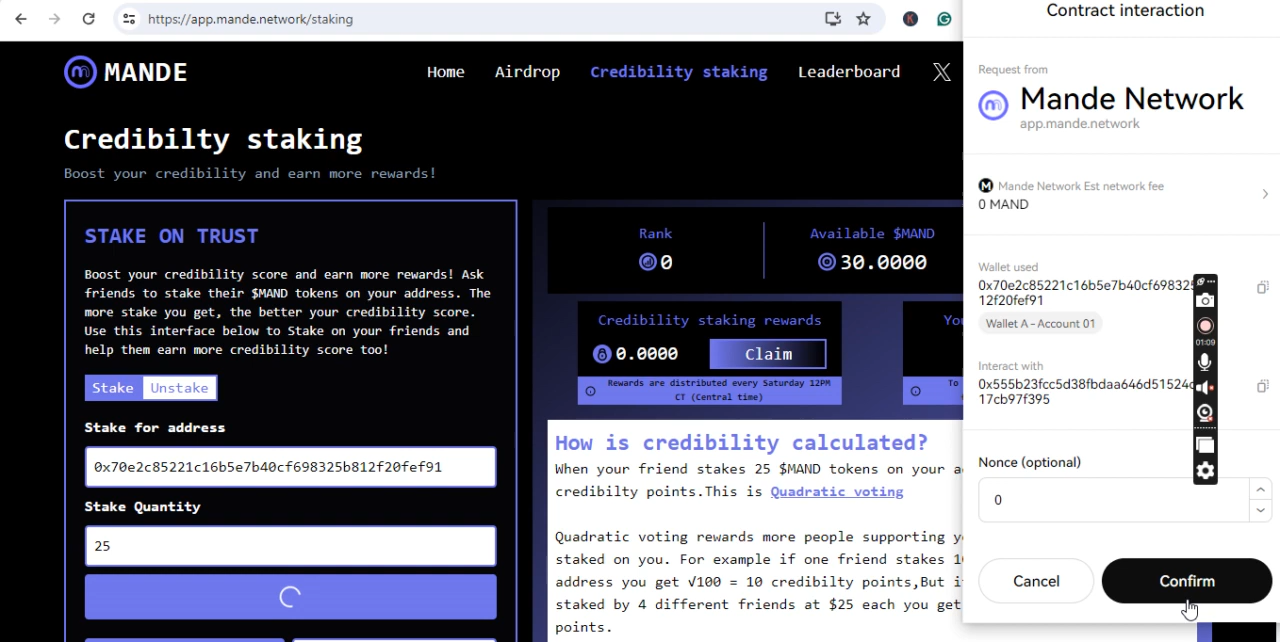 https://app.mande.network/staking
MANDE
Home
Airdrop
Credibility staking
Leaderboard
Credibilty staking
Boost your credibility and earn more rewards!
STAKE ON TRUST
Boost your credibility score and earn more rewards! Ask
friends to stake their $MAND tokens on your address. The
more stake you get, the better your credibility score.
Use this interface below to Stake on your friends and
help them earn more credibility score too!
Stake
Unstake
Stake for address
0x70e2c85221c16b5e7b40cf698325b812f20fef91
Stake Quantity
25
Rank
0
Available $MAND
30.0000
Credibility staking rewards
0.0000
Claim
Rewards are distributed every Saturday 12PM
CT (Central time)
To
How is credibility calculated?
When your friend stakes 25 $MAND tokens on your
credibilty points.This is Quadratic voting
Quadratic voting rewards more people supporting
staked on you. For example if one friend stakes
address you get √100 = 10 credibilty points,But
staked by 4 different friends at $25 each you get
points.
Contract interaction
Request from
Mande Network
app.mande.network
Mande Network Est network fee
0 MAND
Wallet used
0x70e2c85221c16b5e7b40cf698325
12f20fef91
Wallet A – Account 01
Interact with
0x555b23fcc5d38fbdaa646d51524
17cb97f395
Nonce (optional)
0
Cancel
Confirm
01:09